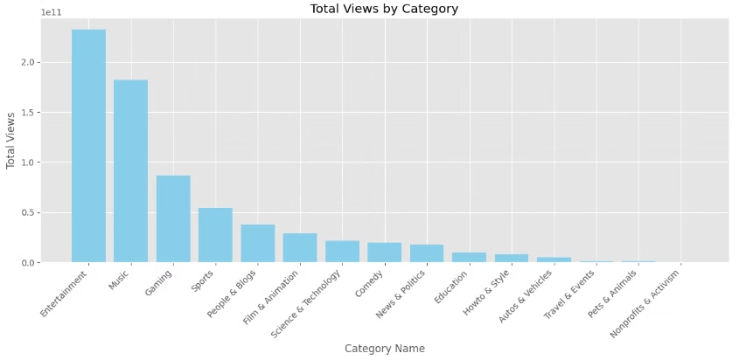 Total Views by Category
1e11
2.0
1.5
1.0
0.5
0.0
Total Views
Entertainment
Music
Gaming
Sports
People & Blogs
Film & Animation
Science & Technology
Comedy
News & Politics
Education
Howto & Style
Autos & Vehicles
Travel & Events
Pets & Animals
Nonprofits & Activism
Category Name